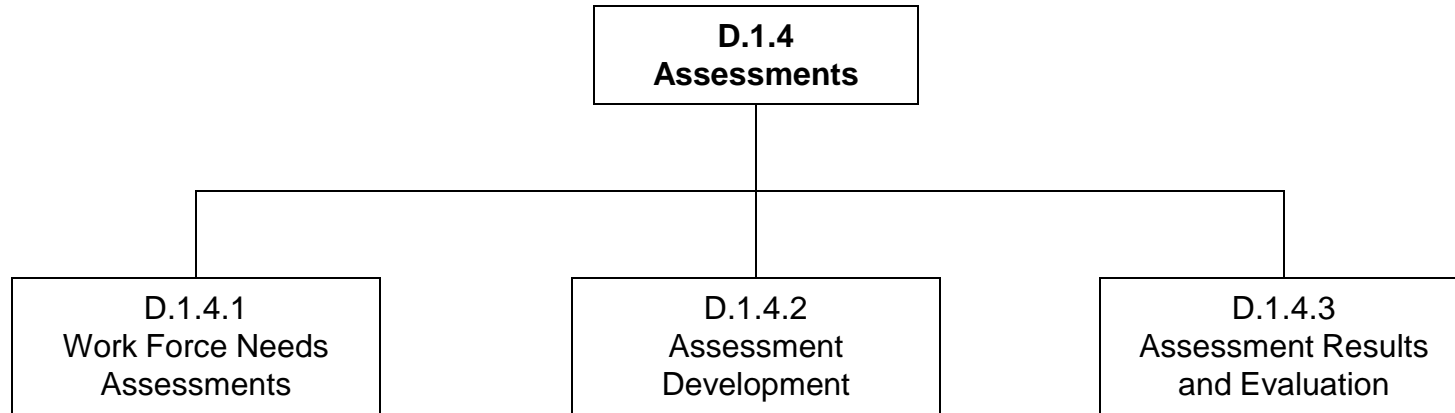 D.1.4
Assessments
D.1.4.1
Work Force Needs
Assessments
D.1.4.2
Assessment
Development
D.1.4.3
Assessment Results
and Evaluation